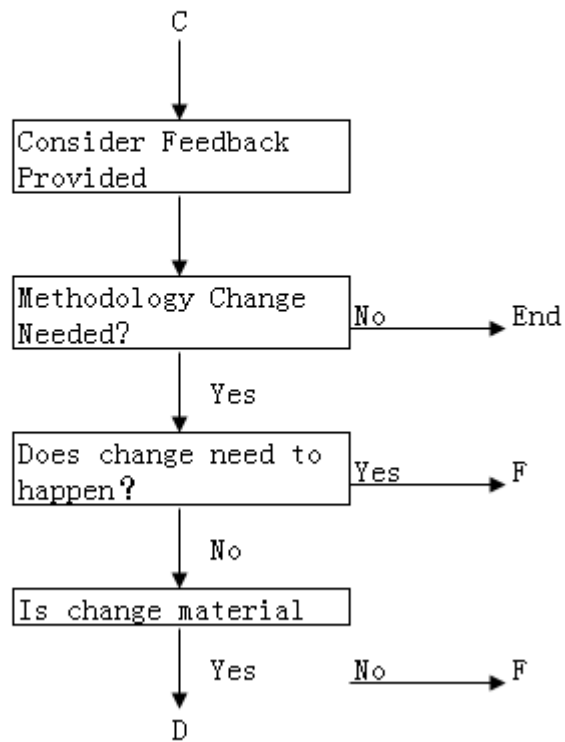 C
Consider Feedback
Provided
Methodology Change
Needed?
No
End
Yes
Does change need to
happen?
Yes
F
No
Is change material
Yes
No
F
D